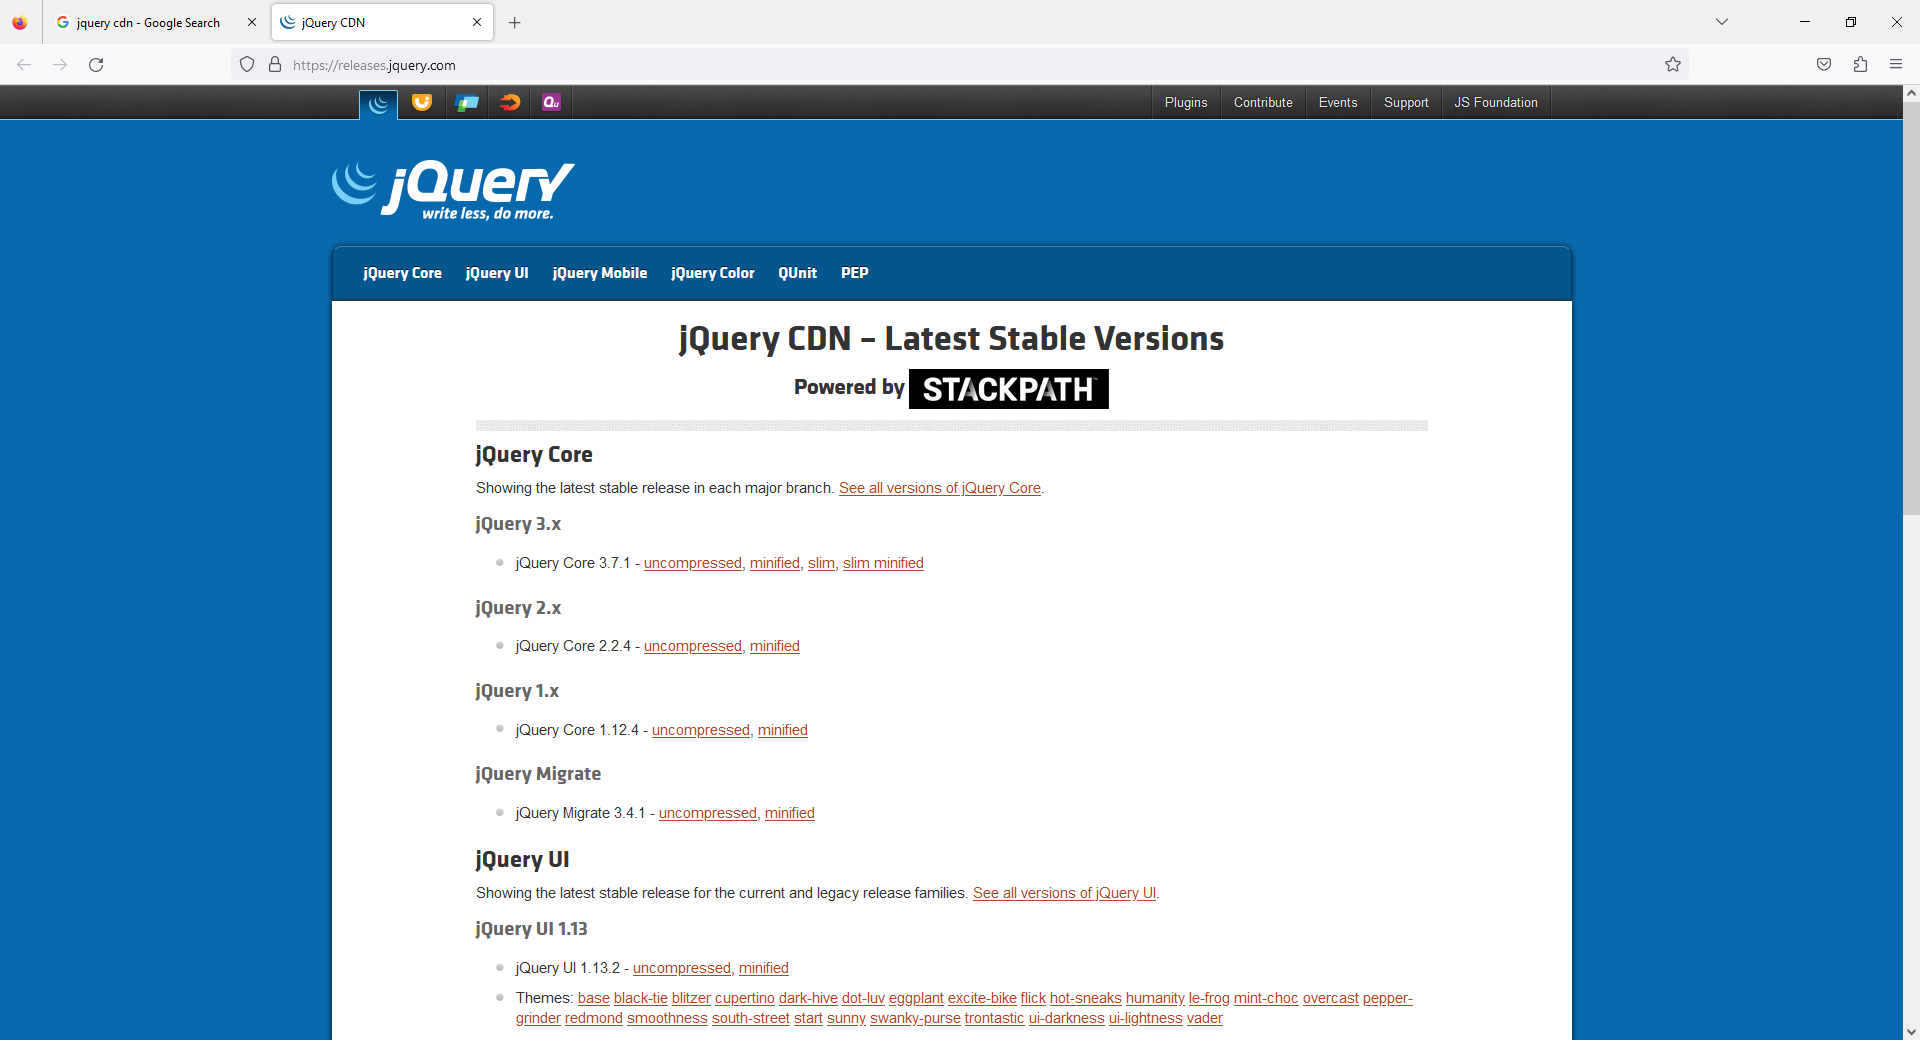 jquery cdn - Google Search
jQuery CDN
https://releases.jquery.com
Qu
Plugins
Contribute
Events
Support
JS Foundation
jQuery
write less, do more.
jQuery Core
jQuery UI
jQuery Mobile
jQuery Color
QUnit
PEP
jQuery CDN – Latest Stable Versions
Powered by STACKPATH™
jQuery Core
Showing the latest stable release in each major branch. See all versions of jQuery Core.
jQuery 3.x
jQuery Core 3.7.1 - uncompressed, minified, slim, slim minified
jQuery 2.x
jQuery Core 2.2.4 - uncompressed, minified
jQuery 1.x
jQuery Core 1.12.4 - uncompressed, minified
jQuery Migrate
jQuery Migrate 3.4.1 - uncompressed, minified
jQuery UI
Showing the latest stable release for the current and legacy release families. See all versions of jQuery UI.
jQuery UI 1.13
jQuery UI 1.13.2 - uncompressed, minified
Themes: base black-tie blitzer cupertino dark-hive dot-luv eggplant excite-bike flick hot-sneaks humanity le-frog mint-choc overcast pepper-
grinder redmond smoothness south-street start sunny swanky-purse trontastic ui-darkness ui-lightness vader